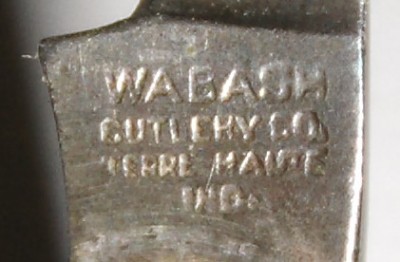 WABASH
CUTLERY CO.
TERRE HAUTE
IND.